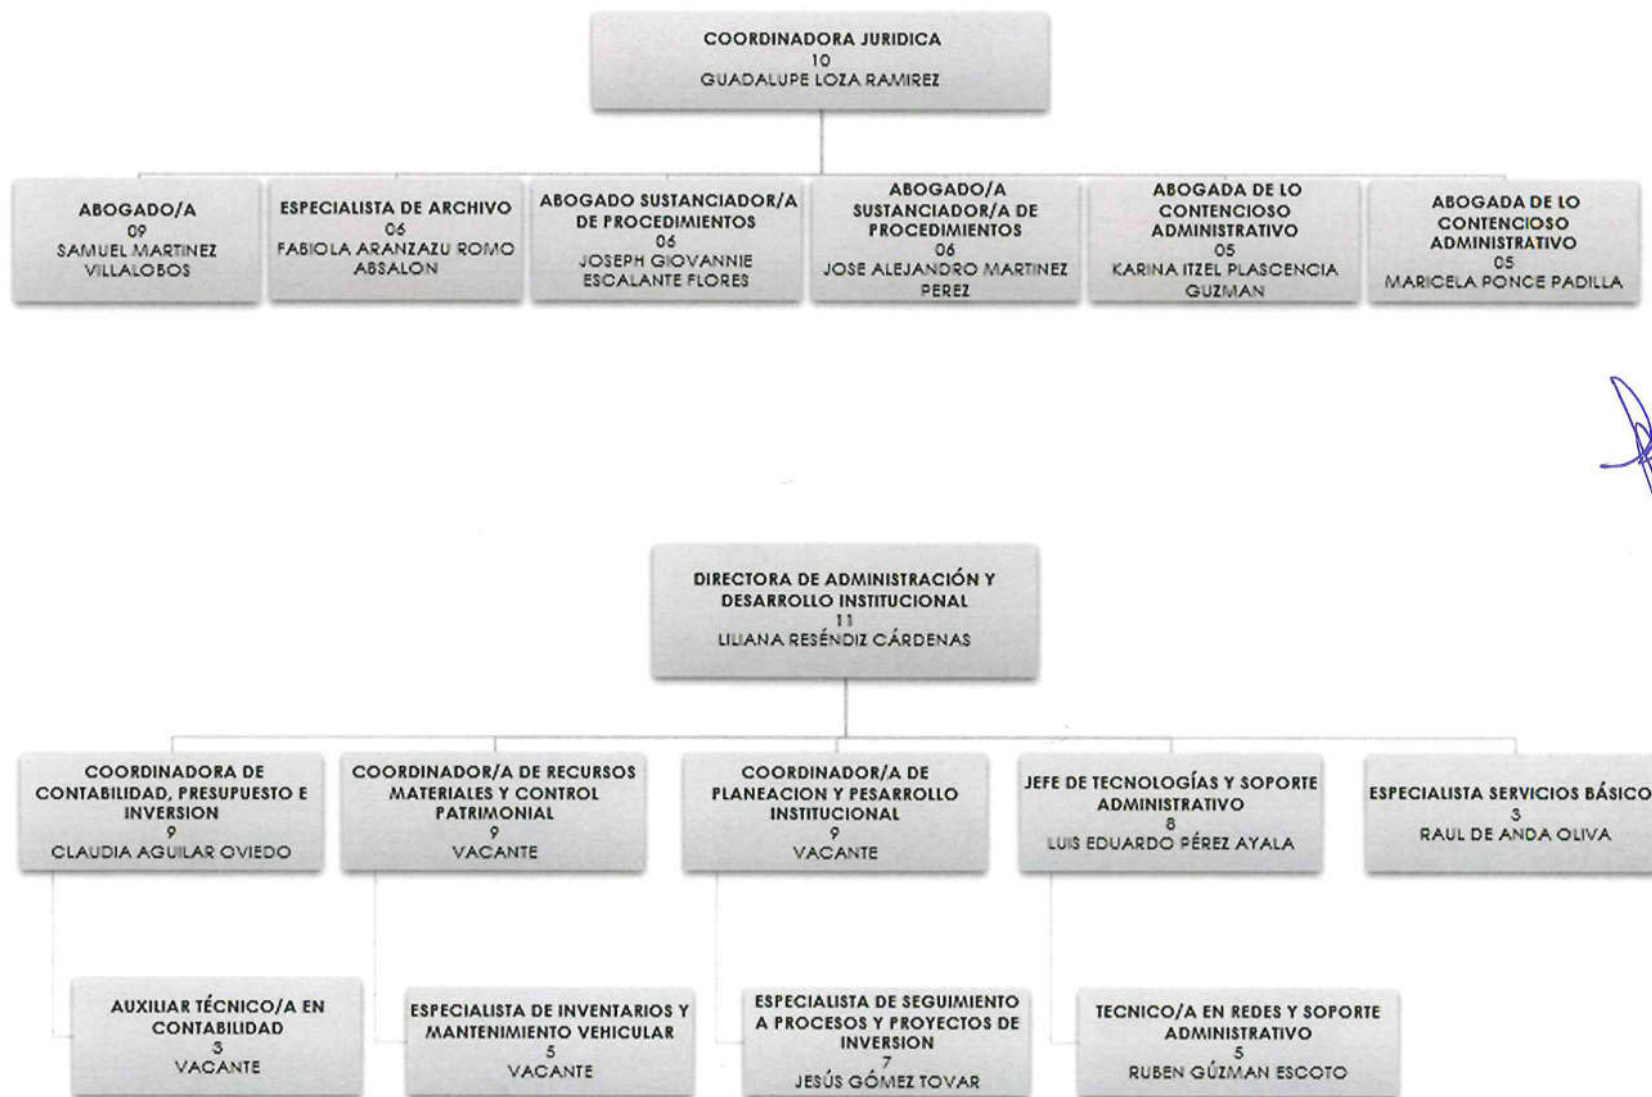 COORDINADORA JURIDICA
10
GUADALUPE LOZA RAMIREZ
ABOGADO/A
09
SAMUEL MARTINEZ
VILLALOBOS
ESPECIALISTA DE ARCHIVO
06
FABIOLA ARANZAZU ROMO
ABSALON
ABOGADO SUSTANCIADOR/A
DE PROCEDIMIENTOS
06
JOSEPH GIOVANNIE
ESCALANTE FLORES
ABOGADO/A
SUSTANCIADOR/A DE
PROCEDIMIENTOS
06
JOSE ALEJANDRO MARTINEZ
PEREZ
ABOGADA DE LO
CONTENCIOSO
ADMINISTRATIVO
05
KARINA ITZEL PLASCENCIA
GUZMAN
ABOGADA DE LO
CONTENCIOSO
ADMINISTRATIVO
05
MARICELA PONCE PADILLA
DIRECTORA DE ADMINISTRACIÓN Y
DESARROLLO INSTITUCIONAL
11
LILIANA RESÉNDIZ CÁRDENAS
COORDINADORA DE
CONTABILIDAD, PRESUPUESTO E
INVERSION
9
CLAUDIA AGUILAR OVIEDO
COORDINADOR/A DE RECURSOS
MATERIALES Y CONTROL
PATRIMONIAL
9
VACANTE
COORDINADOR/A DE
PLANEACION Y PESARROLLO
INSTITUCIONAL
9
VACANTE
JEFE DE TECNOLOGÍAS Y SOPORTE
ADMINISTRATIVO
8
LUIS EDUARDO PÉREZ AYALA
ESPECIALISTA SERVICIOS BÁSICO
3
RAUL DE ANDA OLIVA
AUXILIAR TÉCNICO/A EN
CONTABILIDAD
3
VACANTE
ESPECIALISTA DE INVENTARIOS Y
MANTENIMIENTO VEHICULAR
5
VACANTE
ESPECIALISTA DE SEGUIMIENTO
A PROCESOS Y PROYECTOS DE
INVERSION
7
JESÚS GÓMEZ TOVAR
TECNICO/A EN REDES Y SOPORTE
ADMINISTRATIVO
5
RUBEN GÚZMAN ESCOTO